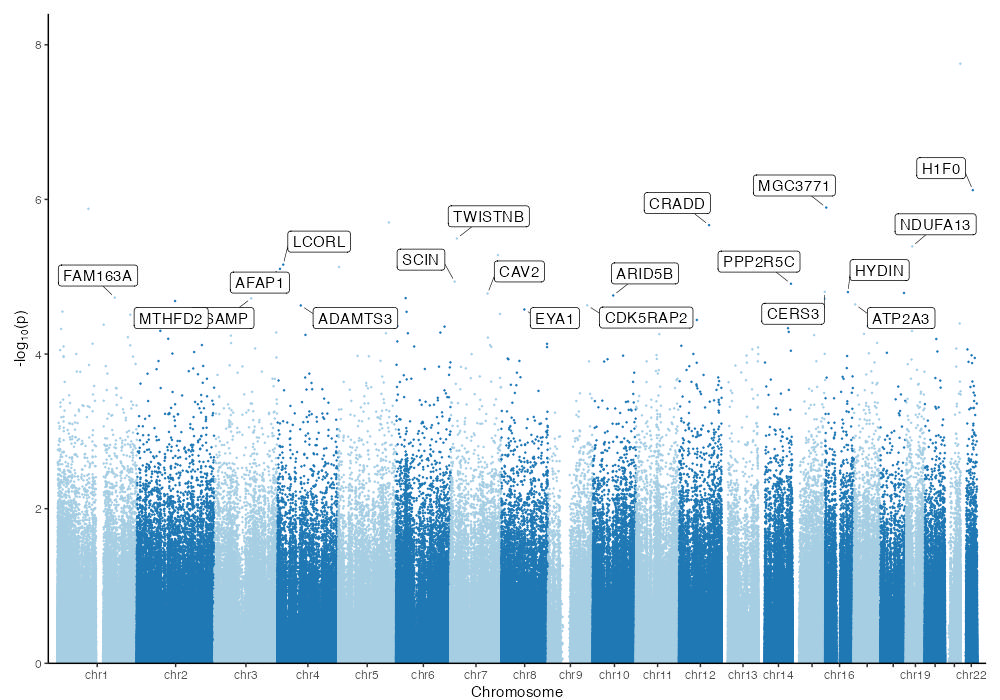 8
H1F0
MGC3771
CRADD
TWISTNB
NDUFA13
6
LCORL
SCIN
PPP2R5C
HYDIN
FAM163A
CAV2
ARID5B
AFAP1
MTHFD2
SAMP
ADAMTS3
EYA1
CDK5RAP2
CERS3
ATP2A3
-log10(p)
4
2
0
chr1 chr2 chr3 chr4 chr5 chr6 chr7 chr8 chr9 chr10 chr11 chr12 chr13 chr14 chr16 chr19 chr22
Chromosome